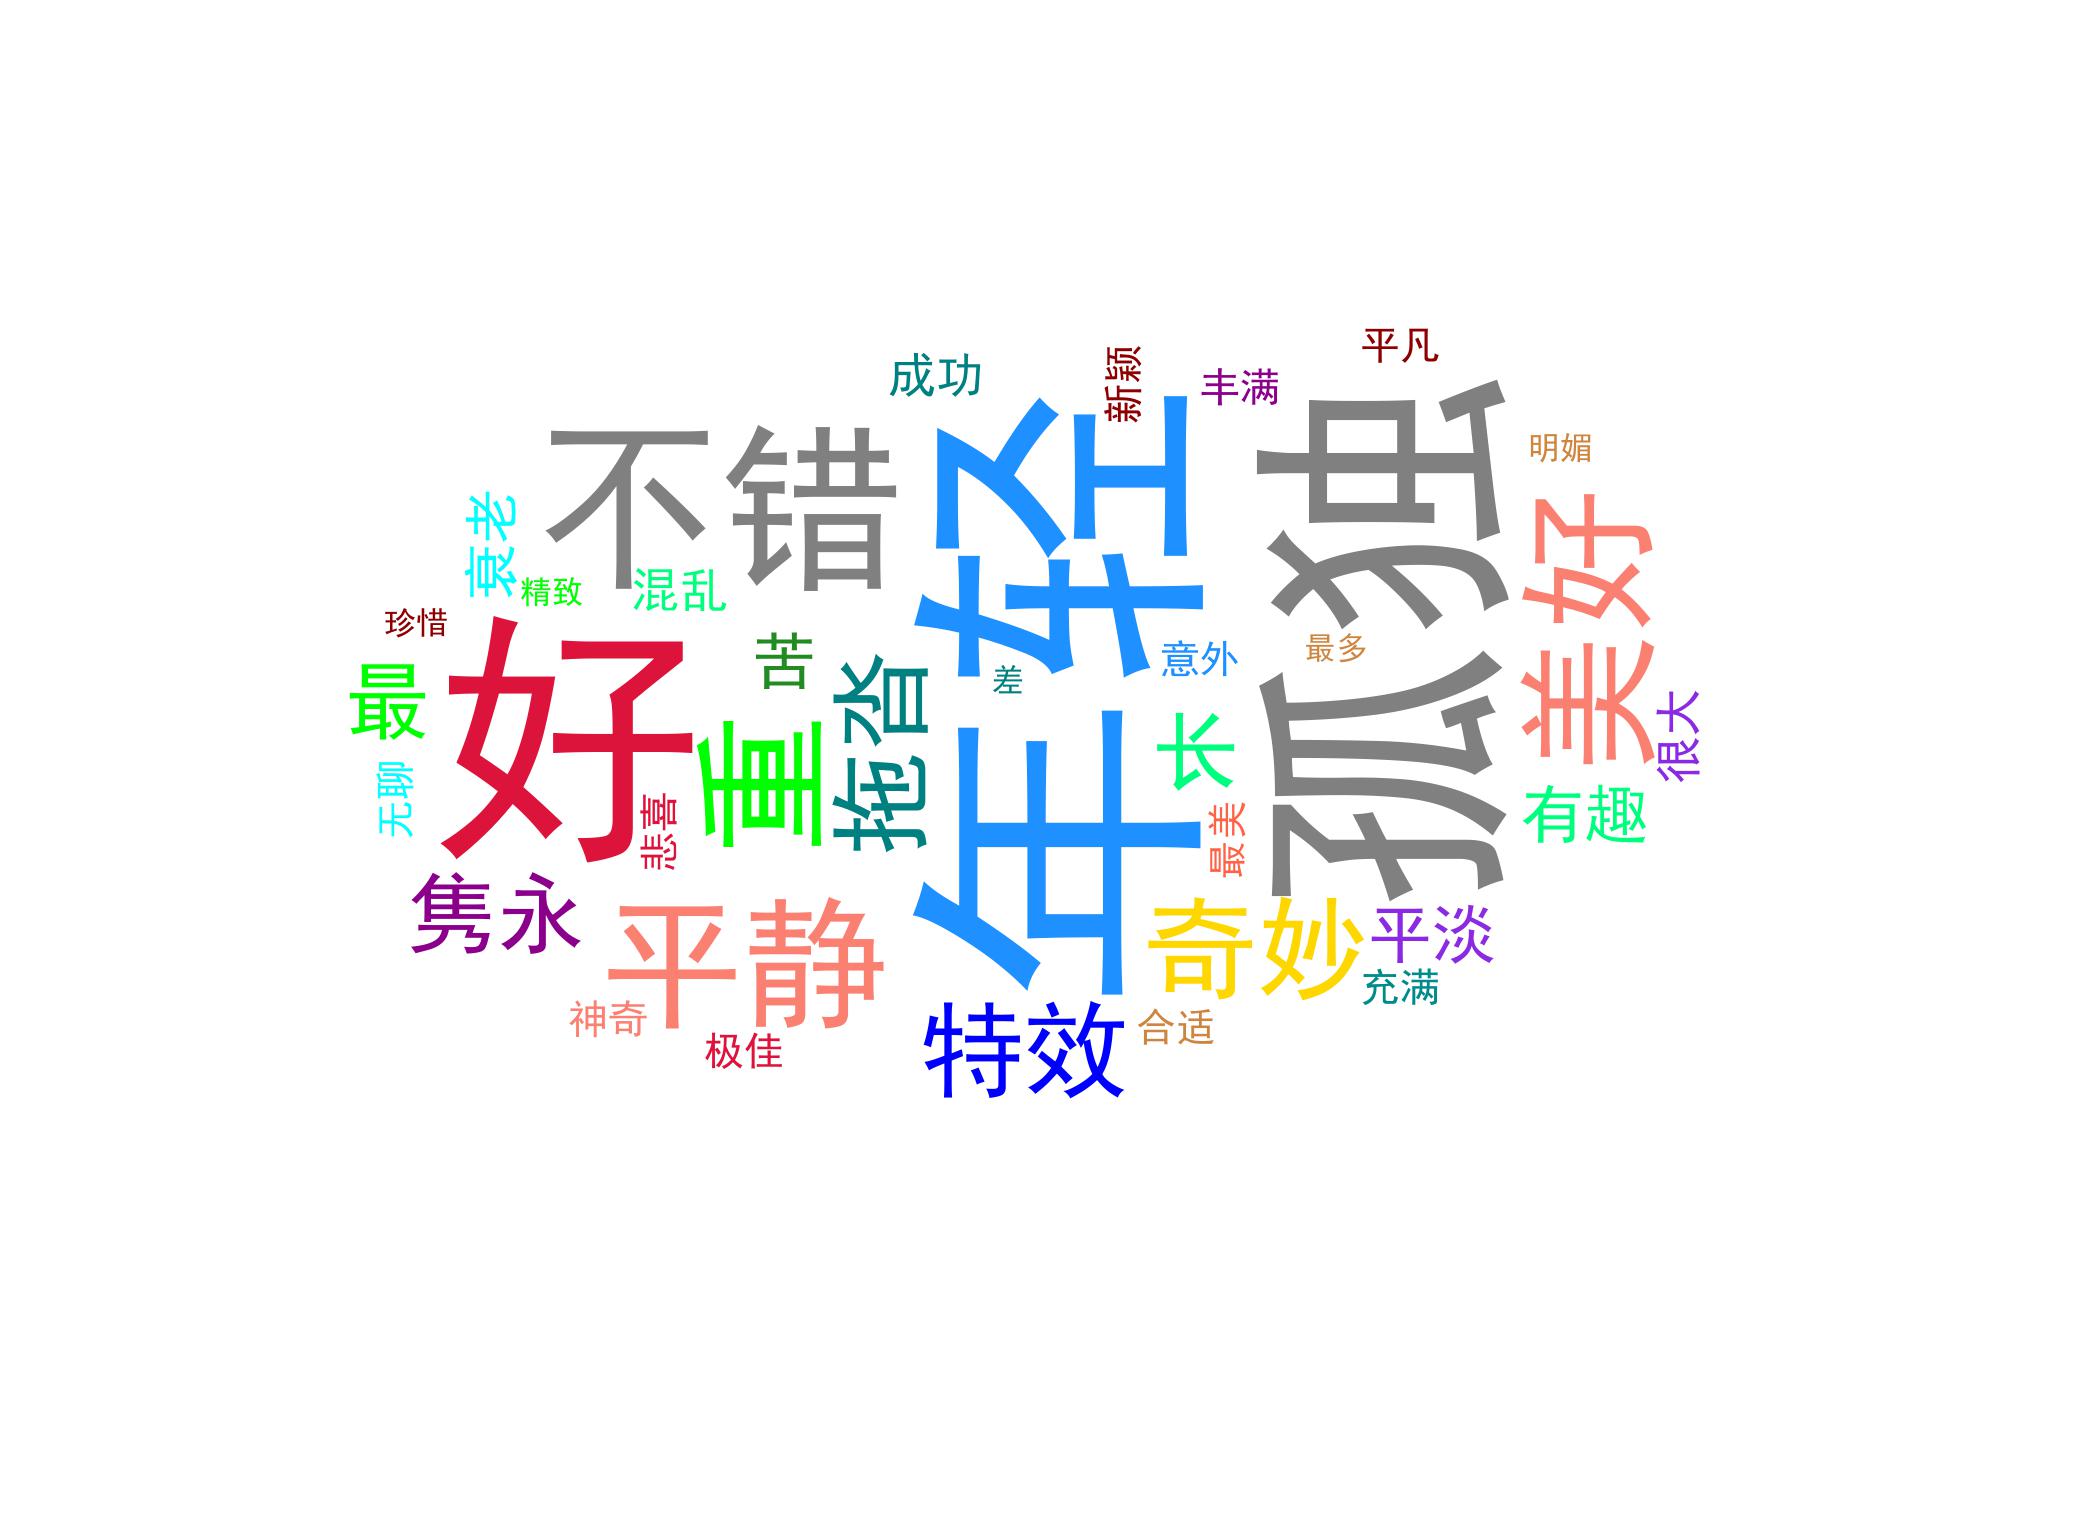 平凡
成功
新颖
丰满
年轻
孤独
不错
明媚
衰老
美好
精致
混乱
珍惜
好
苦
最多
意外
差
最
拖沓
很大
重
长
无聊
悲喜
最美
有趣
隽永
平静
奇妙
平淡
充满
神奇
特效
合适
极佳